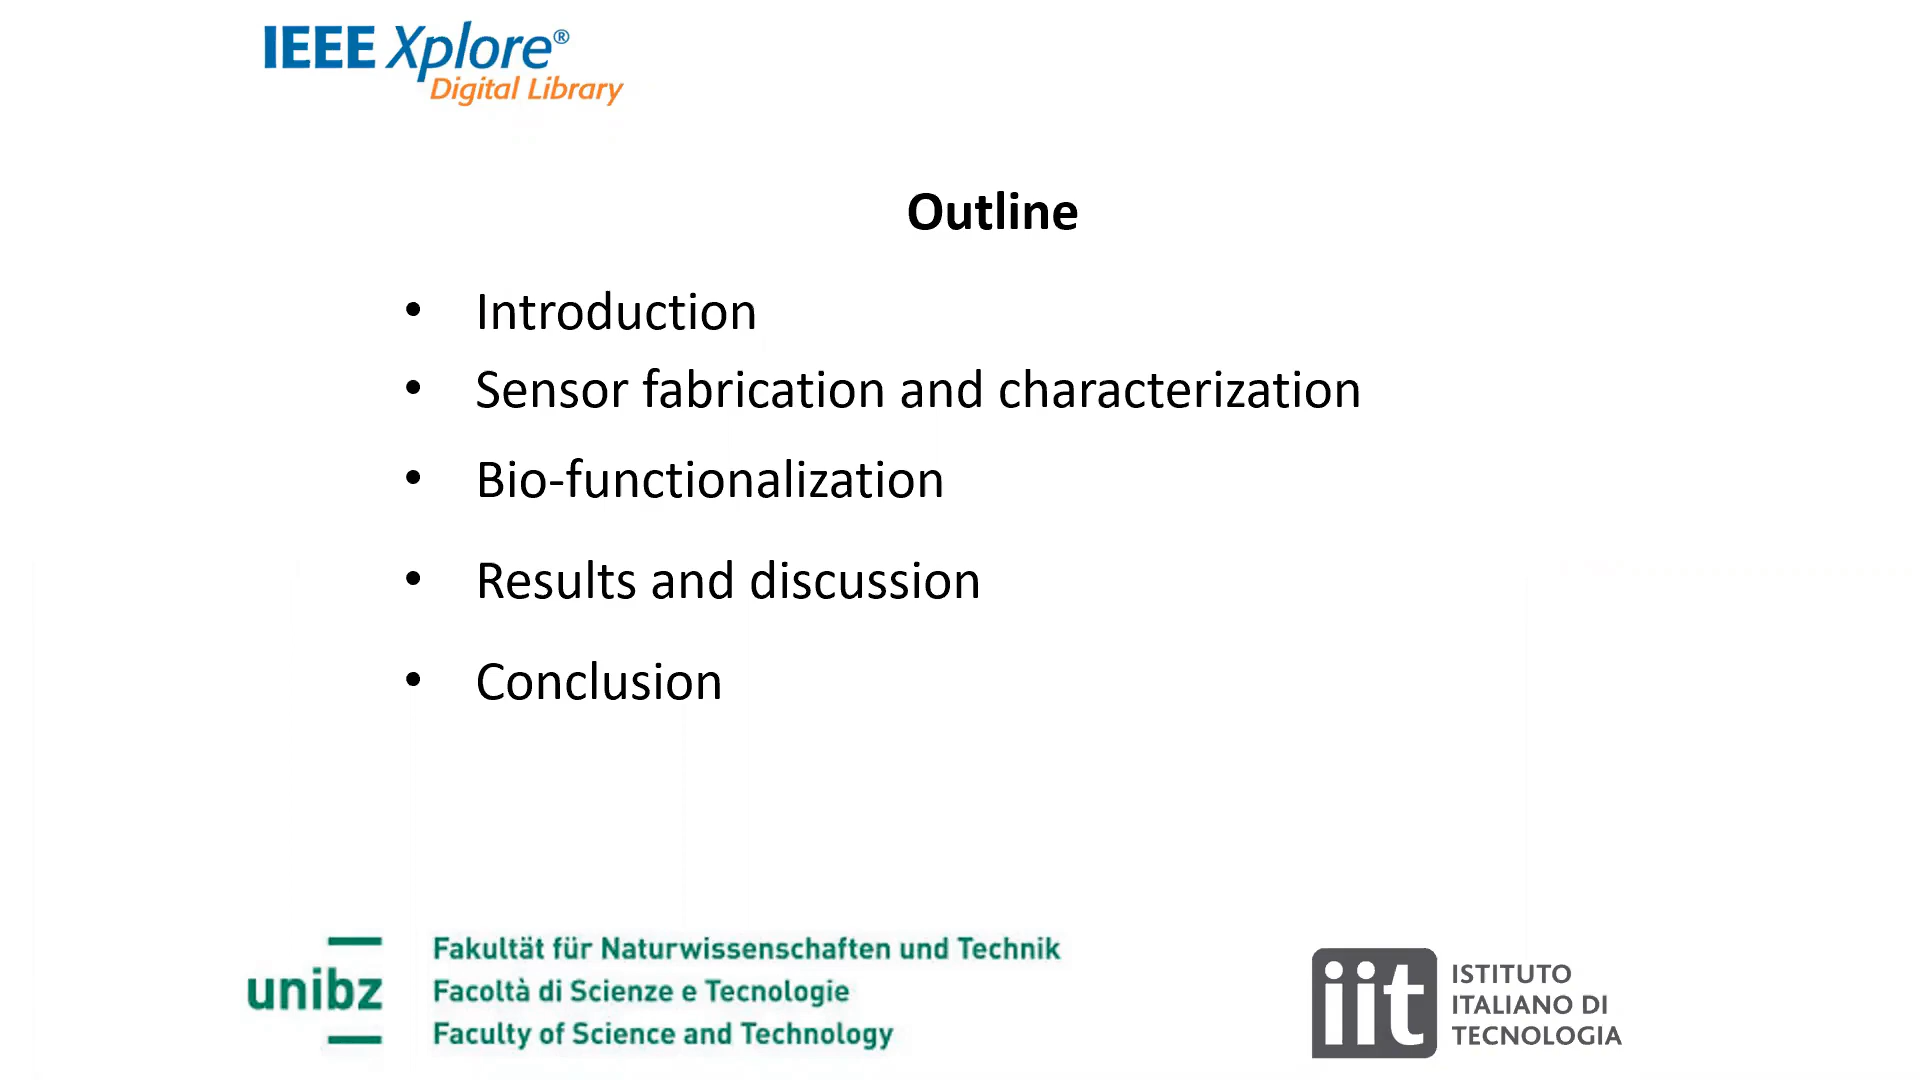 IEEE Xplore®
Digital Library
Outline
• Introduction
• Sensor fabrication and characterization
• Bio-functionalization
• Results and discussion
• Conclusion
unibz
Fakultät für Naturwissenschaften und Technik
Facoltà di Scienze e Tecnologie
Faculty of Science and Technology
iit
ISTITUTO
ITALIANO DI
TECNOLOGIA